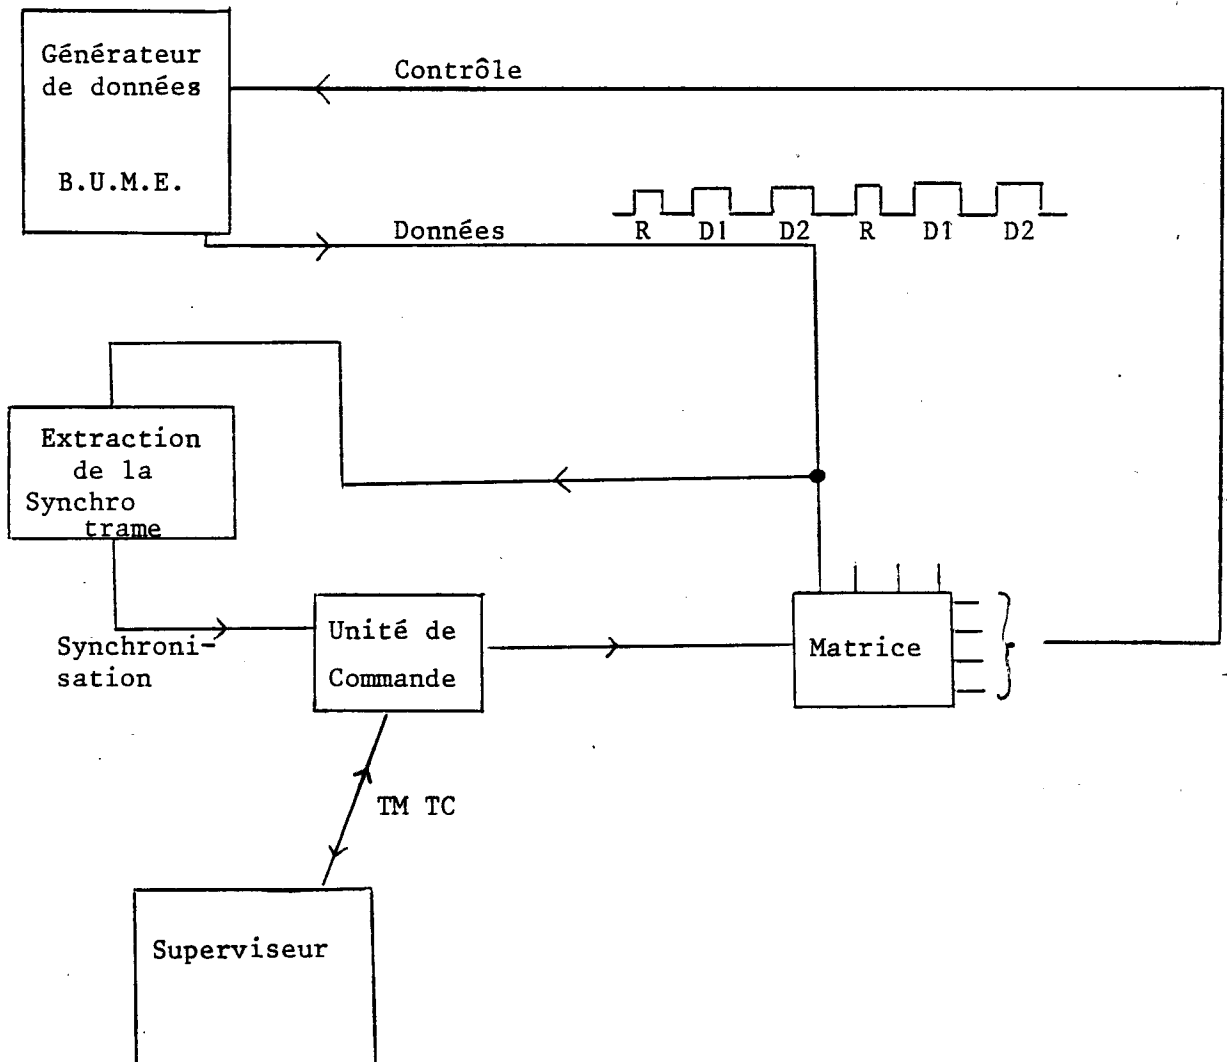 Générateur
de données
B.U.M.E.
Contrôle
Données
R D1 D2 R D1 D2
Extraction
de la
Synchro
trame
Synchroni-
sation
Unité de
Commande
Matrice
TM TC
Superviseur